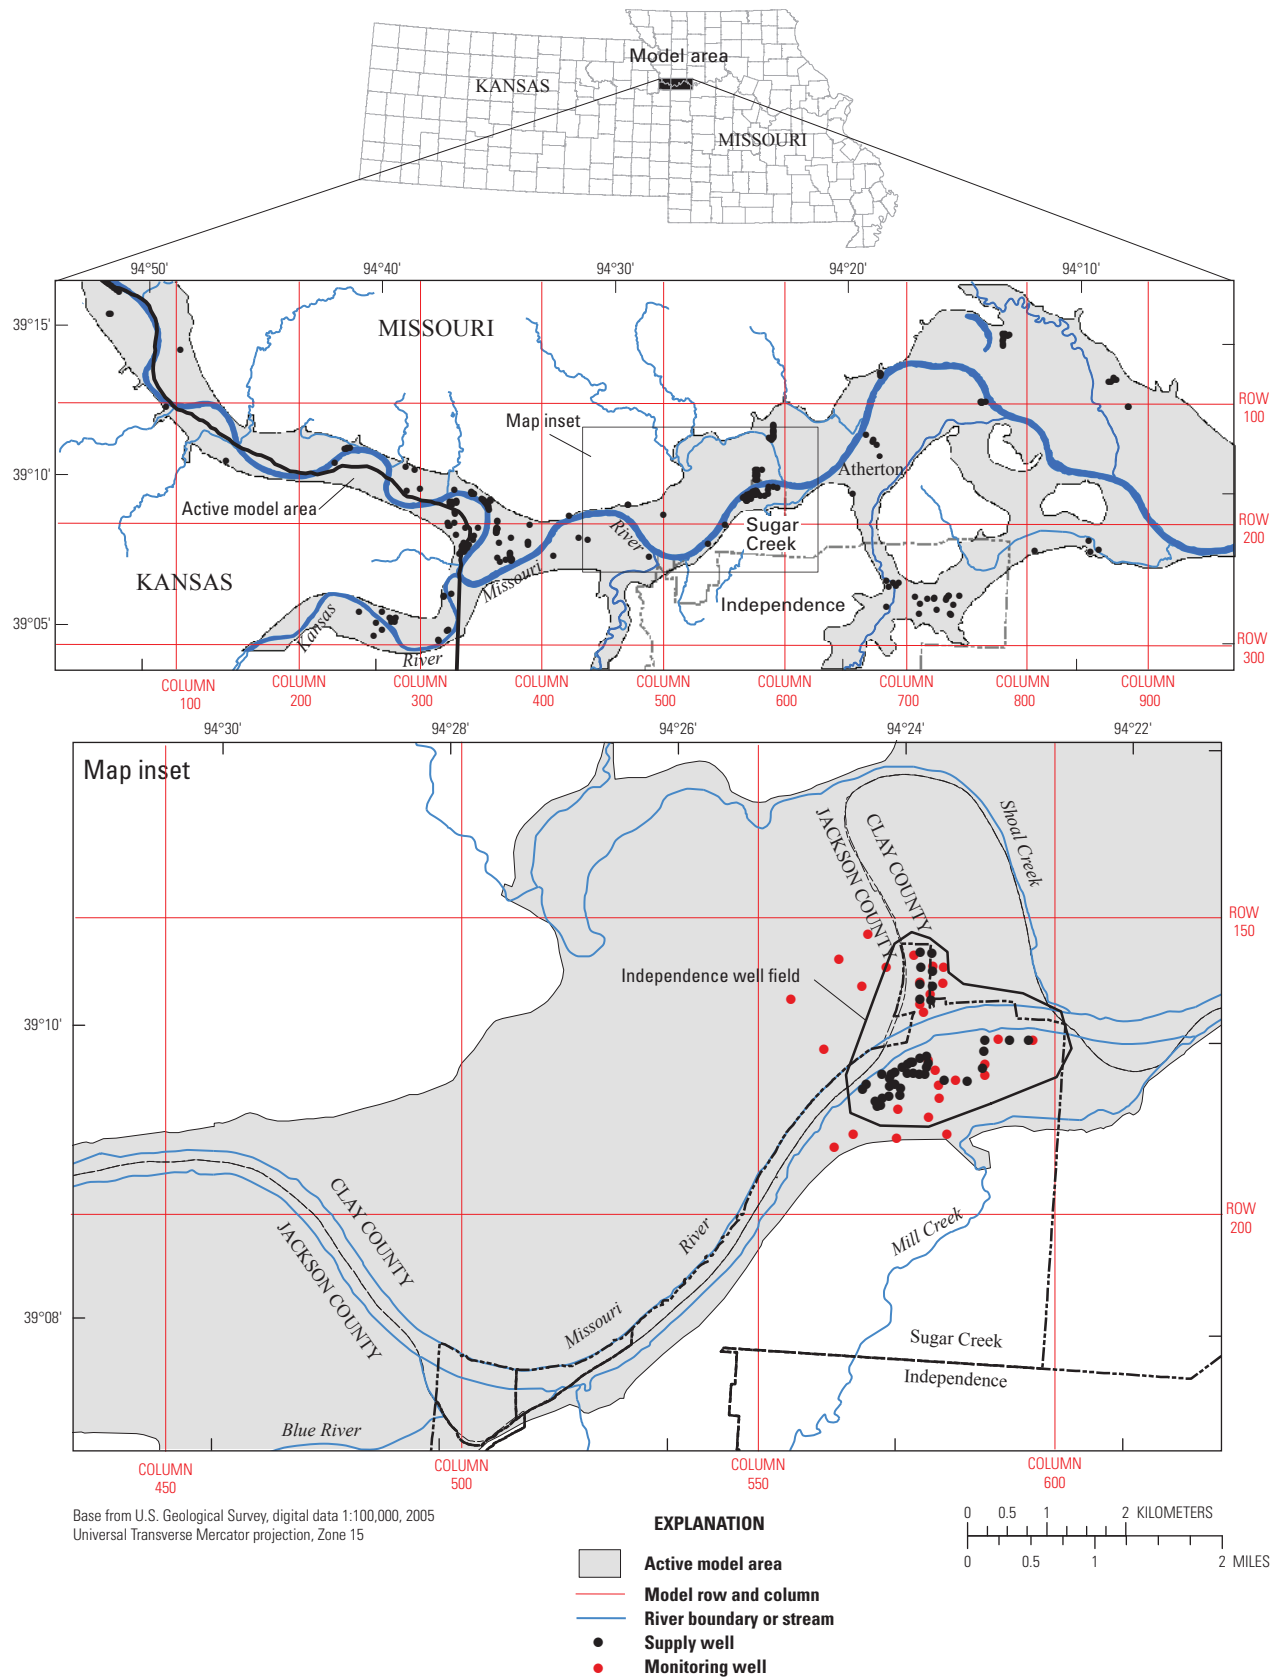 Model area
KANSAS
MISSOURI
94°50'
94°40'
94°30'
94°20'
94°10'
39°15'
39°10'
39°05'
MISSOURI
Map inset
Active model area
KANSAS
Atherton
River
Sugar
Creek
Missouri
Independence
Kansas
River
ROW
100
ROW
200
ROW
300
COLUMN
100
COLUMN
200
COLUMN
300
COLUMN
400
COLUMN
500
COLUMN
600
COLUMN
700
COLUMN
800
COLUMN
900
94°30'
94°28'
94°26'
94°24'
94°22'
Map inset
Shoal Creek
CLAY COUNTY
JACKSON COUNTY
ROW
150
Independence well field
39°10'
CLAY COUNTY
JACKSON COUNTY
River
Missouri
Mill Creek
ROW
200
39°08'
Sugar Creek
Independence
Blue River
COLUMN
450
COLUMN
500
COLUMN
550
COLUMN
600
Base from U.S. Geological Survey, digital data 1:100,000, 2005
Universal Transverse Mercator projection, Zone 15
EXPLANATION
Active model area
Model row and column
River boundary or stream
Supply well
Monitoring well
0 0.5 1 2 KILOMETERS
0 0.5 1 2 MILES